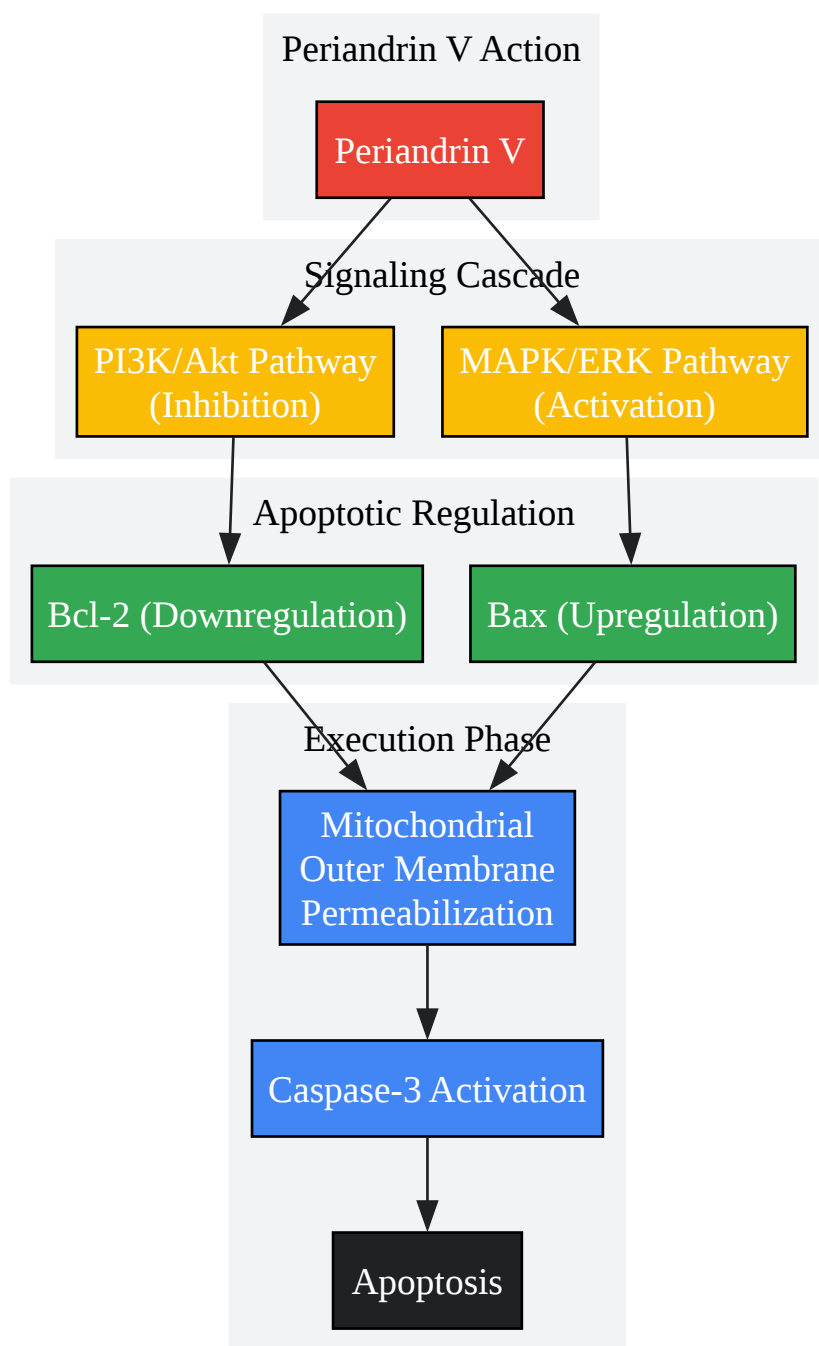 Periandrin V Action
Periandrin V
Signaling Cascade
PI3K/Akt Pathway
(Inhibition)
MAPK/ERK Pathway
(Activation)
Apoptotic Regulation
Bcl-2 (Downregulation)
Bax (Upregulation)
Execution Phase
Mitochondrial
Outer Membrane
Permeabilization
Caspase-3 Activation
Apoptosis